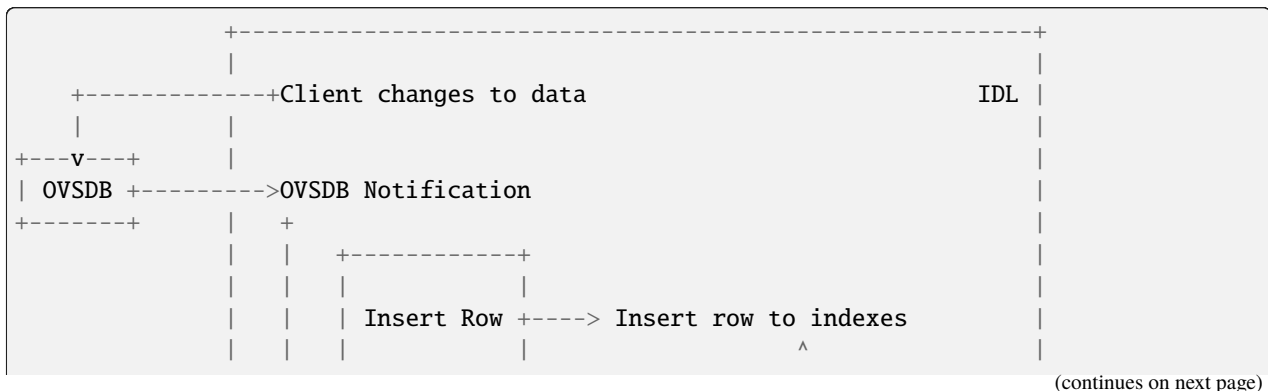 +---------------------------------------------------------+
|                                                         |
+-------------+Client changes to data                            IDL |
|          |                                                         |
+---v---+      |                                                         |
| OVSDB +--------->OVSDB Notification                                    |
+-------+      |   +                                                     |
|   |   +------------+                                    |
|   |   |            |                                    |
|   |   | Insert Row +----> Insert row to indexes         |
|   |   |            |                   ^                |
(continues on next page)